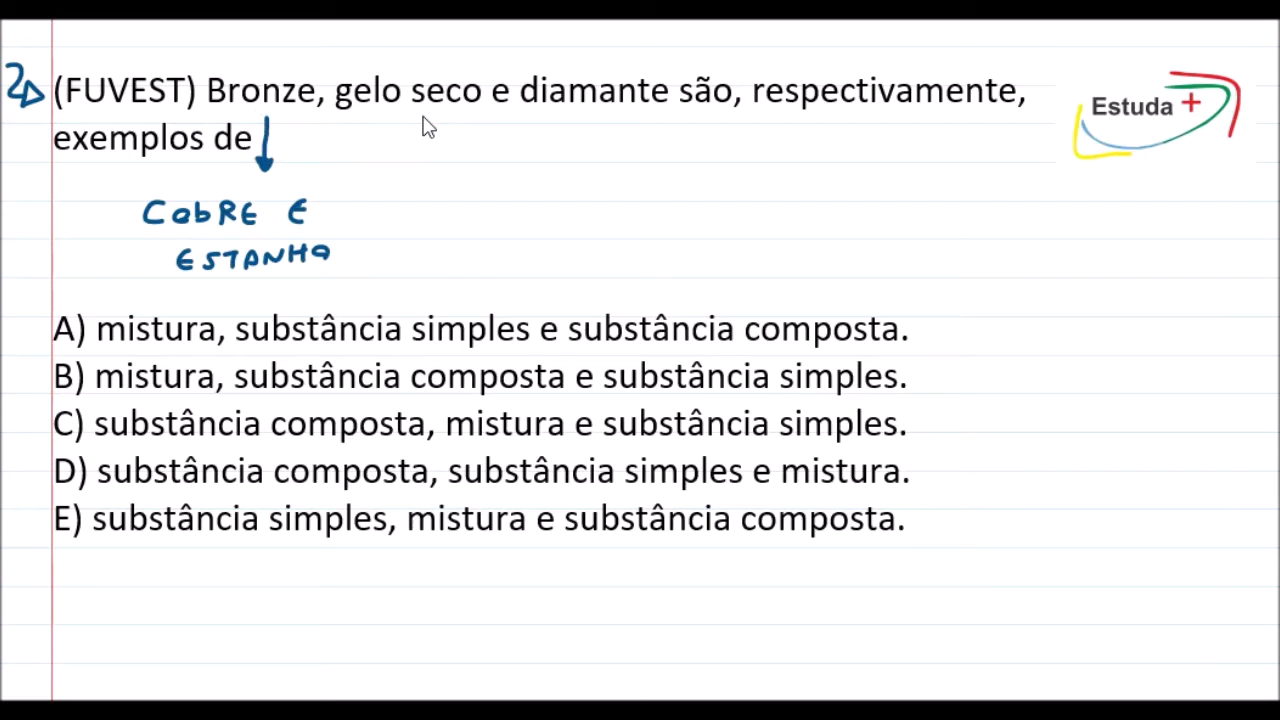 2) (FUVEST) Bronze, gelo seco e diamante são, respectivamente,
exemplos de
Estuda +
CobRE E
ESTANHO
A) mistura, substância simples e substância composta.
B) mistura, substância composta e substância simples.
C) substância composta, mistura e substância simples.
D) substância composta, substância simples e mistura.
E) substância simples, mistura e substância composta.